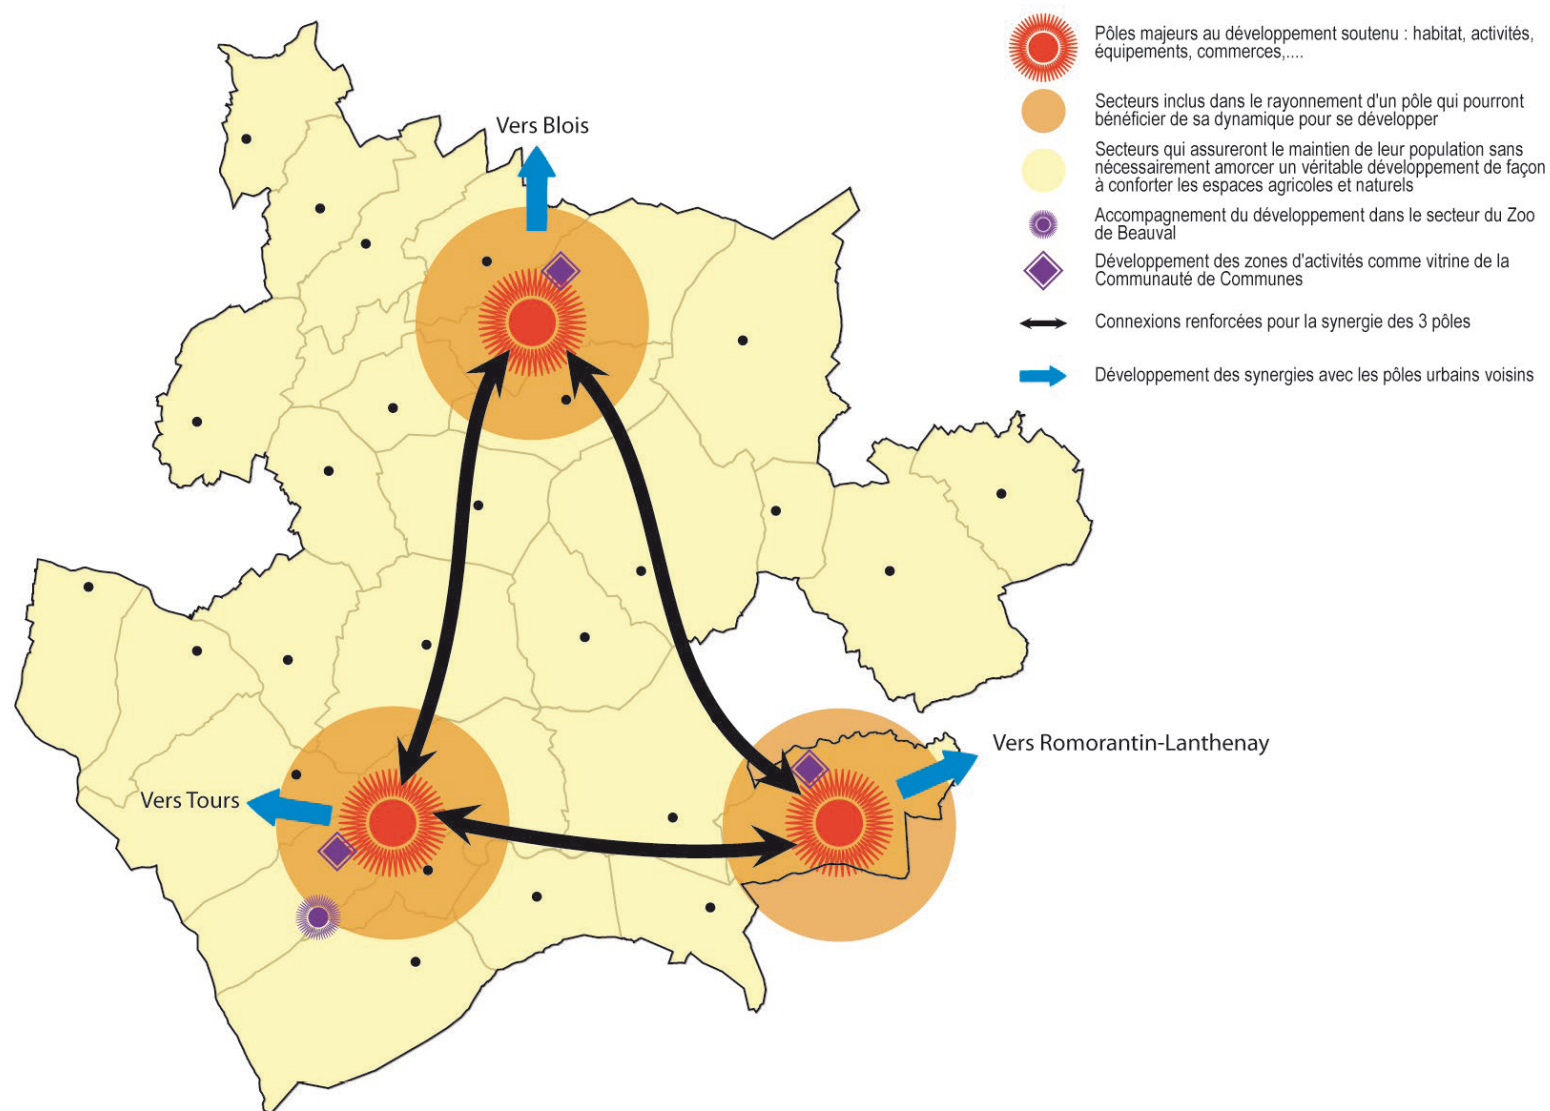 Pôles majeurs au développement soutenu : habitat, activités,
équipements, commerces,....
Secteurs inclus dans le rayonnement d'un pôle qui pourront
bénéficier de sa dynamique pour se développer
Secteurs qui assureront le maintien de leur population sans
nécessairement amorcer un véritable développement de façon
à conforter les espaces agricoles et naturels
Accompagnement du développement dans le secteur du Zoo
de Beauval
Développement des zones d'activités comme vitrine de la
Communauté de Communes
Connexions renforcées pour la synergie des 3 pôles
Développement des synergies avec les pôles urbains voisins
Vers Blois
Vers Romorantin-Lanthenay
Vers Tours